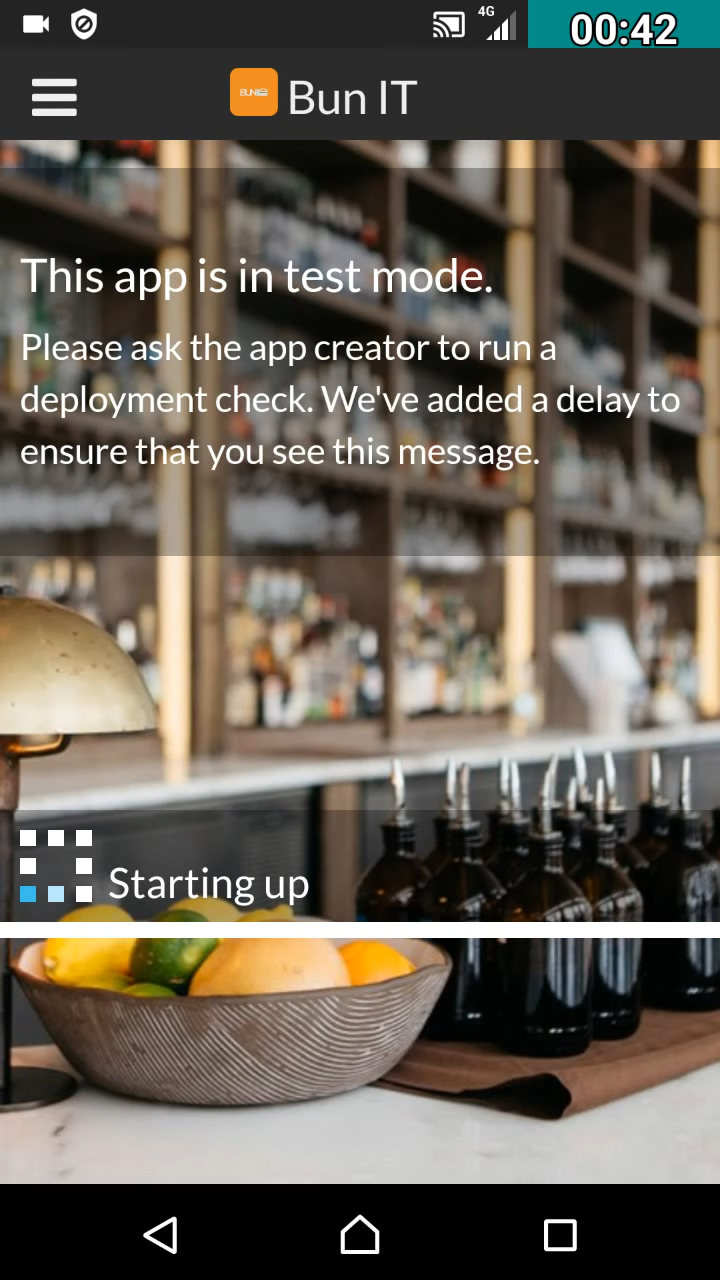 4G
00:42
Bun IT
This app is in test mode.
Please ask the app creator to run a
deployment check. We've added a delay to
ensure that you see this message.
Starting up